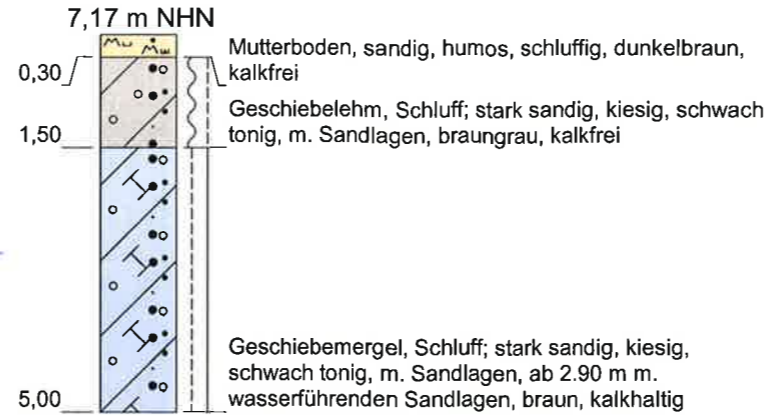 7,17 m NHN
Mu
Mutterboden, sandig, humos, schluffig, dunkelbraun,
0,30
kalkfrei
Geschiebelehm, Schluff; stark sandig, kiesig, schwach
1,50
tonig, m. Sandlagen, braungrau, kalkfrei
Geschiebemergel, Schluff; stark sandig, kiesig,
schwach tonig, m. Sandlagen, ab 2.90 m m.
5,00
wasserführenden Sandlagen, braun, kalkhaltig